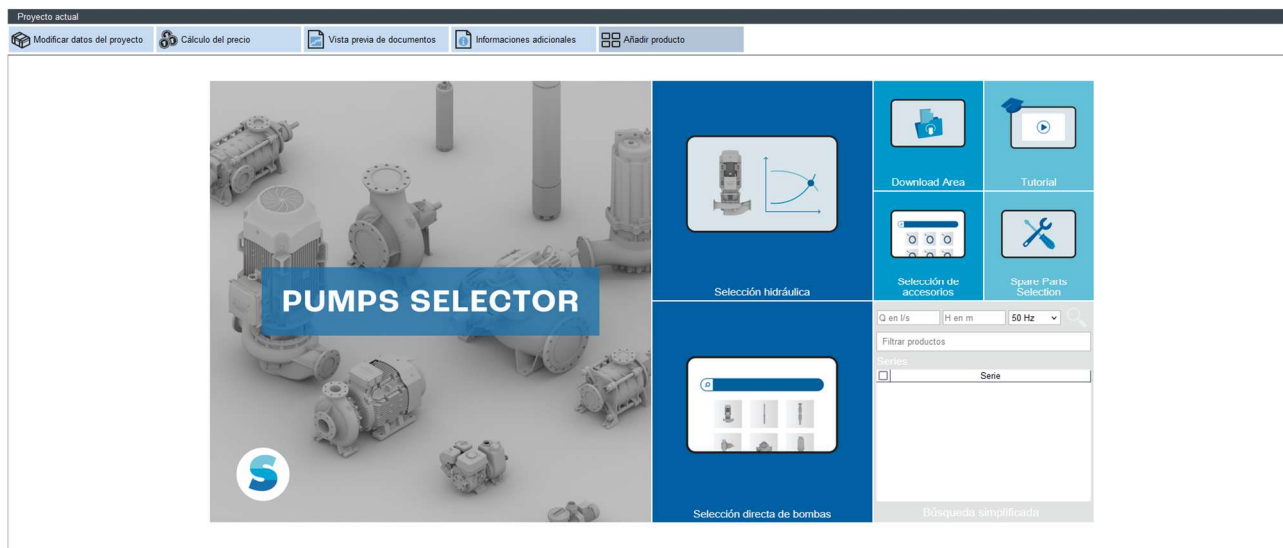 Proyecto actual
Modificar datos del proyecto
Cálculo del precio
Vista previa de documentos
Informaciones adicionales
Añadir producto
PUMPS SELECTOR
Selección hidráulica
Selección directa de bombas
Download Area
Tutorial
Selección de
accesorios
Spare Parts
Selection
Q en l/s
H en m
50 Hz
Filtrar productos
Series
Serie
Búsqueda simplificada